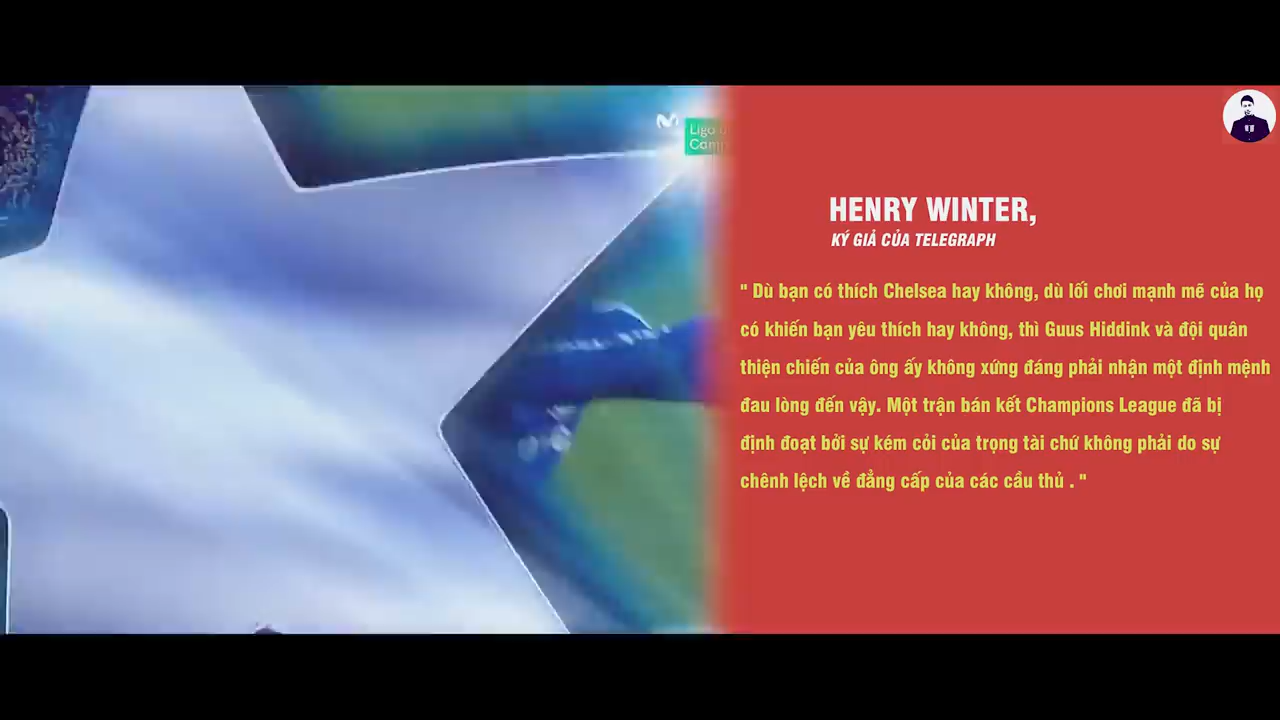 HENRY WINTER,
KÝ GIẢ CỦA TELEGRAPH
" Dù bạn có thích Chelsea hay không, dù lối chơi mạnh mẽ của họ
có khiến bạn yêu thích hay không, thì Guus Hiddink và đội quân
thiện chiến của ông ấy không xứng đáng phải nhận một định mệnh
đau lòng đến vậy. Một trận bán kết Champions League đã bị
định đoạt bởi sự kém cỏi của trọng tài chứ không phải do sự
chênh lệch về đẳng cấp của các cầu thủ . "